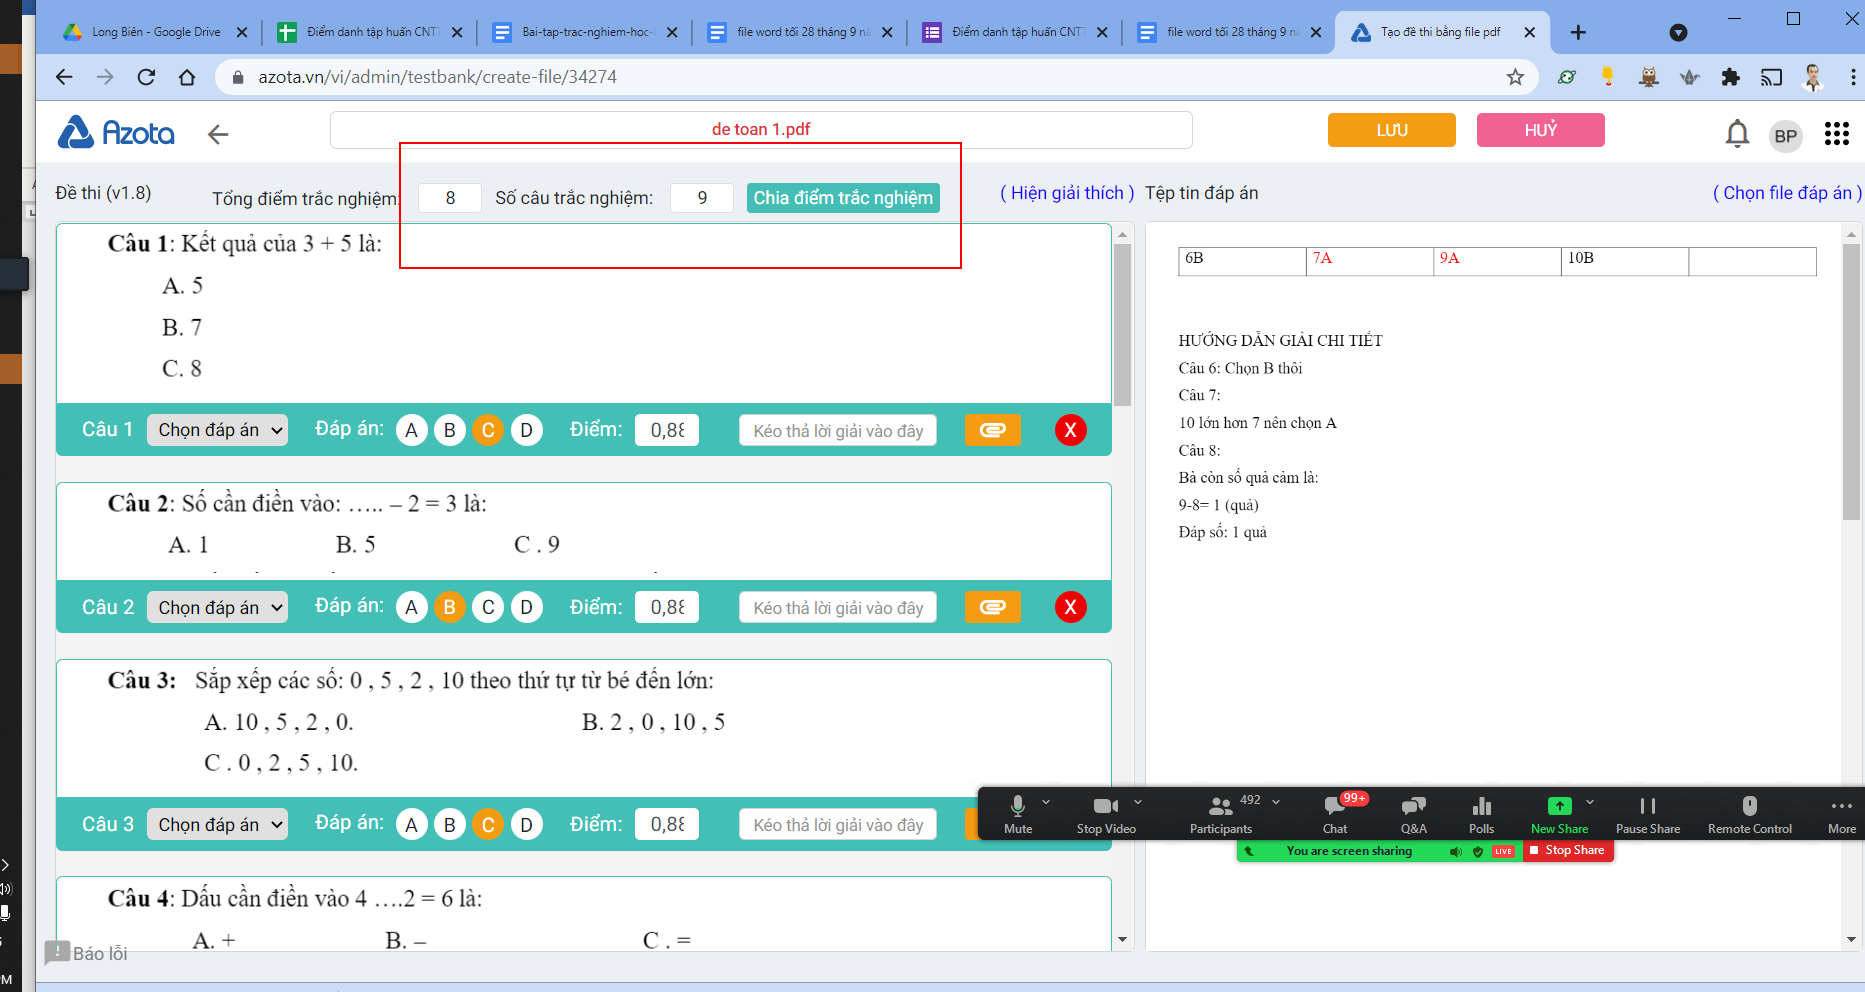 Long Biên - Google Drive
Điểm danh tập huấn CNTT
Bai-tap-trac-nghiem-hoc-
file word tối 28 tháng 9 nă
Điểm danh tập huấn CNTT
file word tối 28 tháng 9 nă
Tạo đề thi bằng file pdf
azota.vn/vi/admin/testbank/create-file/34274
Azota
de toan 1.pdf
LƯU
HUỶ
BP
Đề thi (v1.8)
Tổng điểm trắc nghiệm:
8
Số câu trắc nghiệm:
9
Chia điểm trắc nghiệm
( Hiện giải thích )
Tệp tin đáp án
( Chọn file đáp án )
Câu 1: Kết quả của 3 + 5 là:
A. 5
B. 7
C. 8
Câu 1 Chọn đáp án Đáp án: A B C D Điểm: 0,88 Kéo thả lời giải vào đây X
Câu 2: Số cần điền vào: ….. – 2 = 3 là:
A. 1 B. 5 C . 9
Câu 2 Chọn đáp án Đáp án: A B C D Điểm: 0,88 Kéo thả lời giải vào đây X
Câu 3: Sắp xếp các số: 0 , 5 , 2 , 10 theo thứ tự từ bé đến lớn:
A. 10 , 5 , 2 , 0. B. 2 , 0 , 10 , 5
C . 0 , 2 , 5 , 10.
Câu 3 Chọn đáp án Đáp án: A B C D Điểm: 0,88 Kéo thả lời giải vào đây
Câu 4: Dấu cần điền vào 4 ….2 = 6 là:
A. + B. – C . =
Báo lỗi
6B 7A 9A 10B
HƯỚNG DẪN GIẢI CHI TIẾT
Câu 6: Chọn B thôi
Câu 7:
10 lớn hơn 7 nên chọn A
Câu 8:
Bà còn số quả cảm là:
9-8= 1 (quả)
Đáp số: 1 quả
492
99+
Mute Stop Video Participants Chat Q&A Polls New Share Pause Share Remote Control More
You are screen sharing LIVE Stop Share